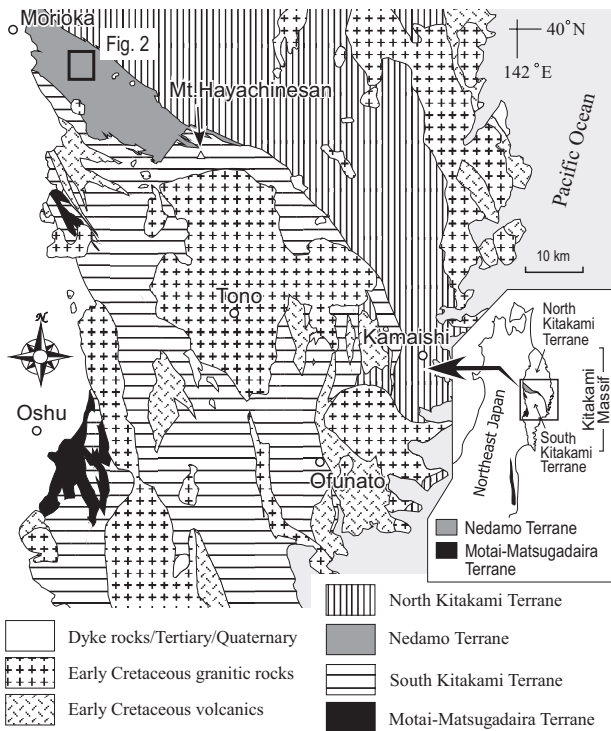 Morioka
Fig. 2
Mt.Hayachinesan
40°N
142°E
Pacific Ocean
10 km
Tono
Kamaishi
N
Oshu
Ofunato
North
Kitakami
Terrane
Kitakami
Massif
South
Kitakami
Terrane
Northeast Japan
Nedamo Terrane
Motai-Matsugadaira
Terrane
Dyke rocks/Tertiary/Quaternary
Early Cretaceous granitic rocks
Early Cretaceous volcanics
North Kitakami Terrane
Nedamo Terrane
South Kitakami Terrane
Motai-Matsugadaira Terrane